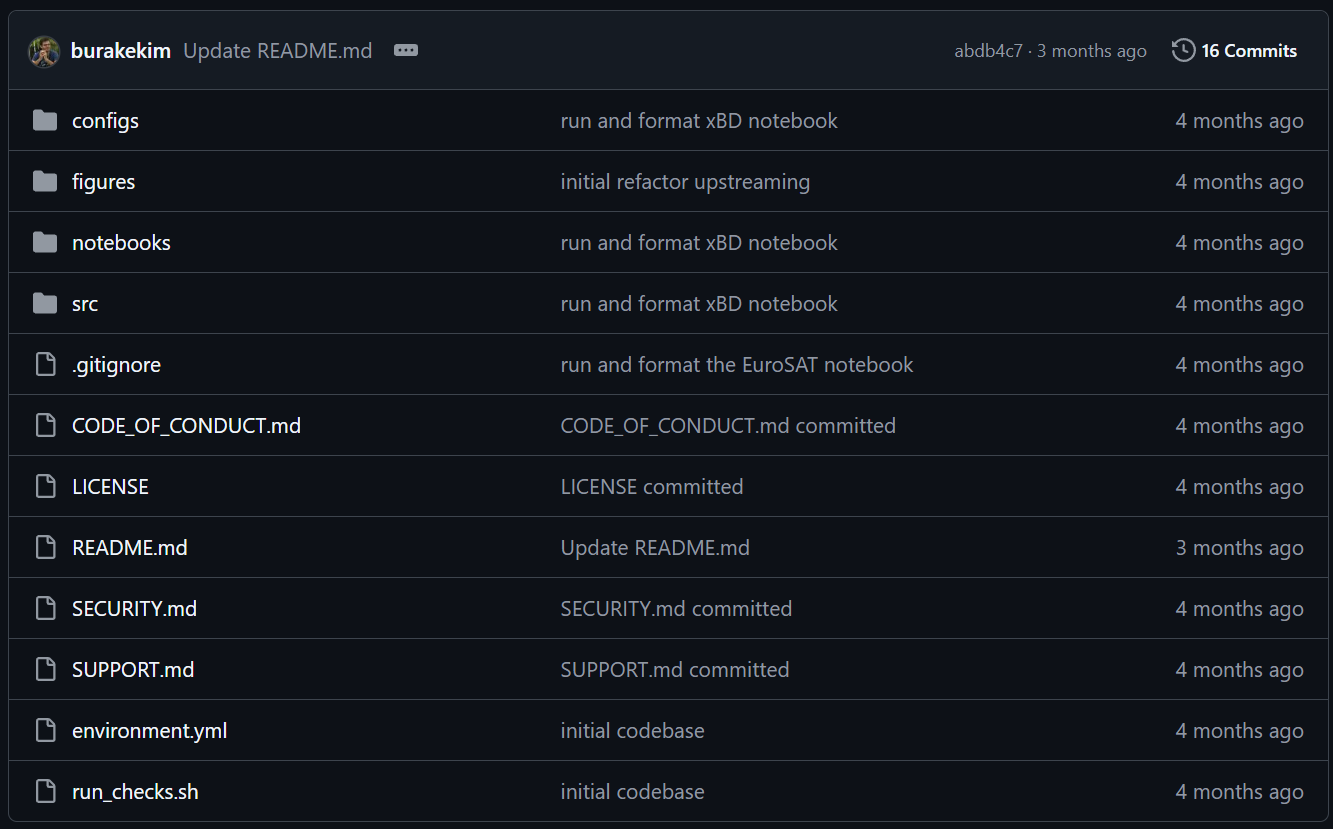 burakekim Update README.md abdb4c7 · 3 months ago 16 Commits
configs run and format xBD notebook 4 months ago
figures initial refactor upstreaming 4 months ago
notebooks run and format xBD notebook 4 months ago
src run and format xBD notebook 4 months ago
.gitignore run and format the EuroSAT notebook 4 months ago
CODE_OF_CONDUCT.md CODE_OF_CONDUCT.md committed 4 months ago
LICENSE LICENSE committed 4 months ago
README.md Update README.md 3 months ago
SECURITY.md SECURITY.md committed 4 months ago
SUPPORT.md SUPPORT.md committed 4 months ago
environment.yml initial codebase 4 months ago
run_checks.sh initial codebase 4 months ago